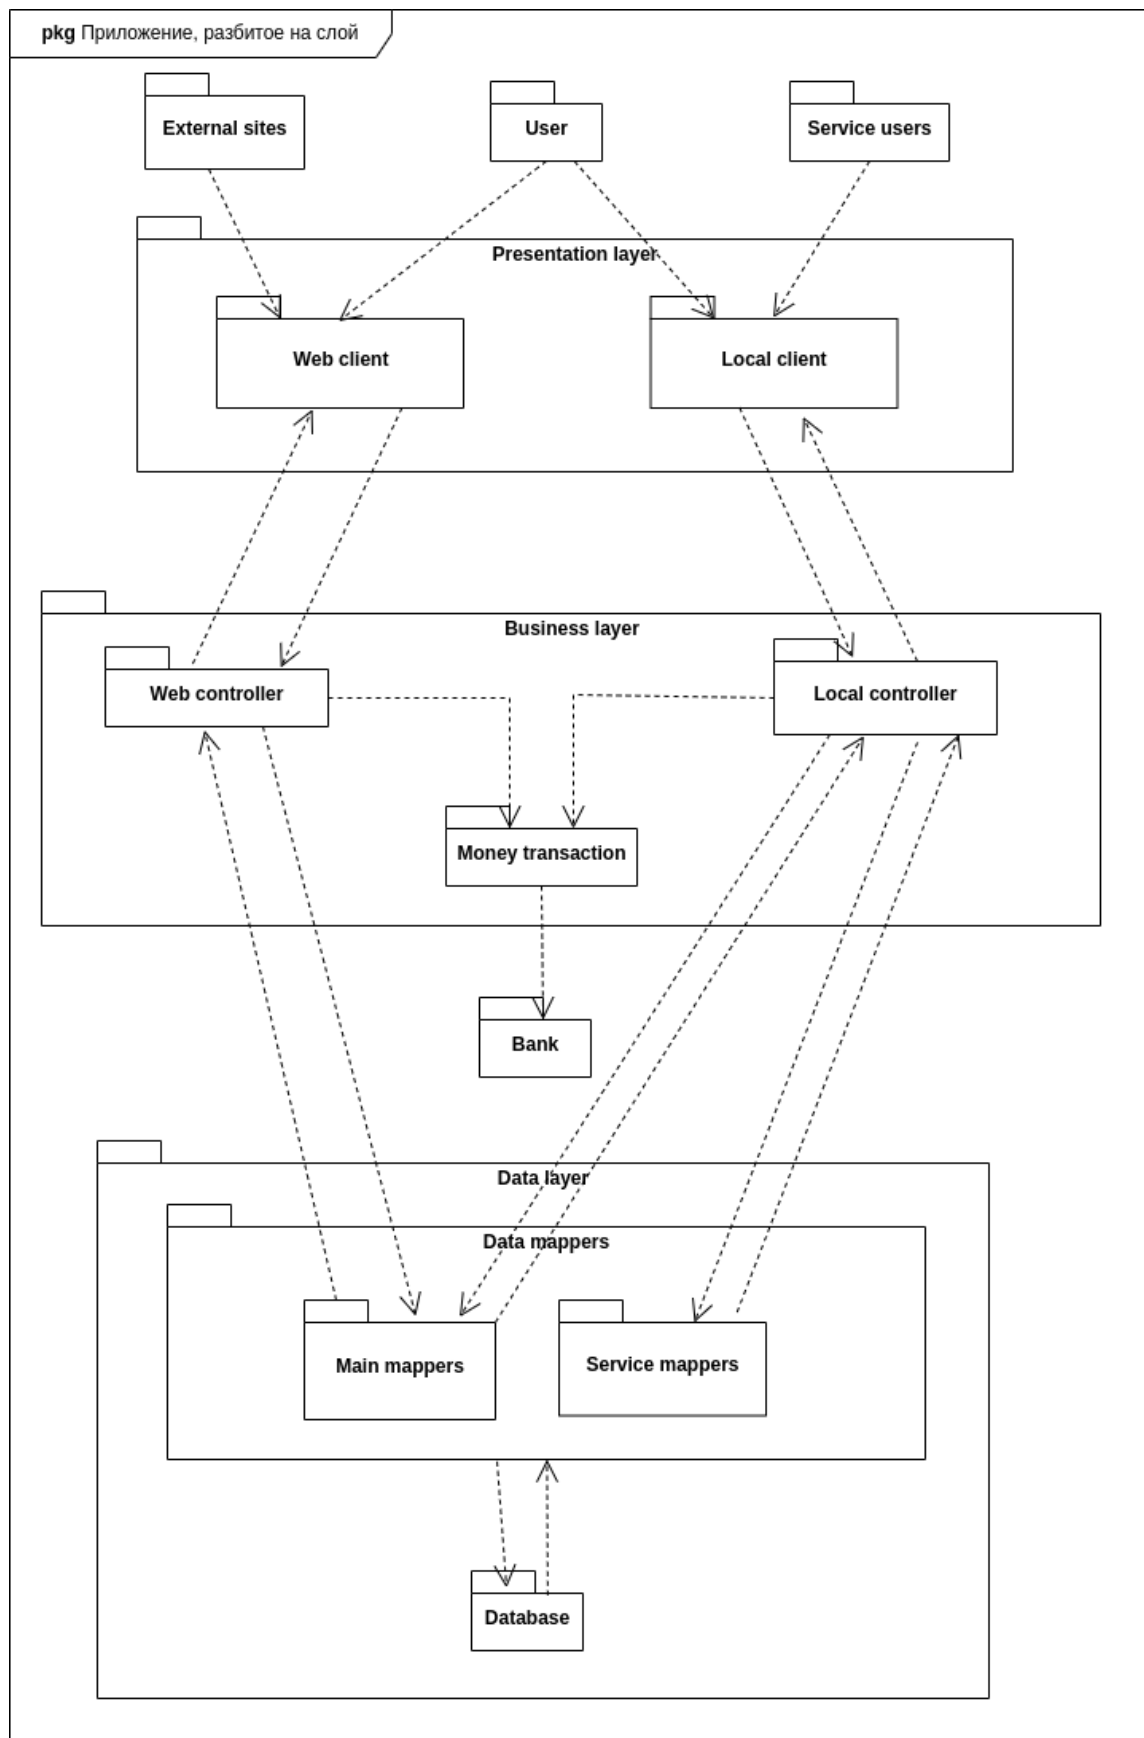 pkg Приложение, разбитое на слой
External sites
User
Service users
Presentation layer
Web client
Local client
Business layer
Web controller
Local controller
Money transaction
Bank
Data layer
Data mappers
Main mappers
Service mappers
Database